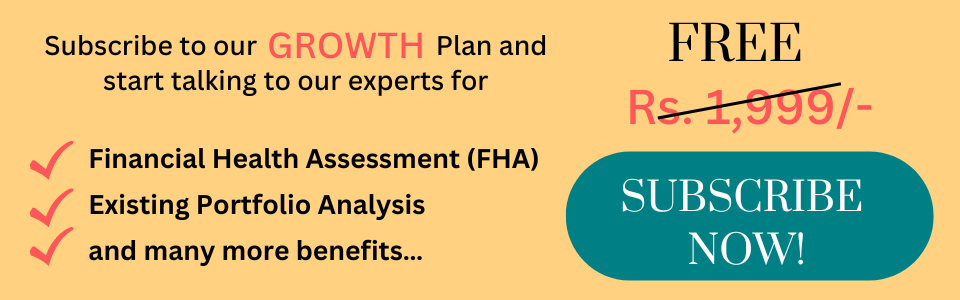 Subscribe to our GROWTH Plan and
start talking to our experts for
Financial Health Assessment (FHA)
Existing Portfolio Analysis
and many more benefits...
FREE
Rs. 1,999/-
SUBSCRIBE
NOW!